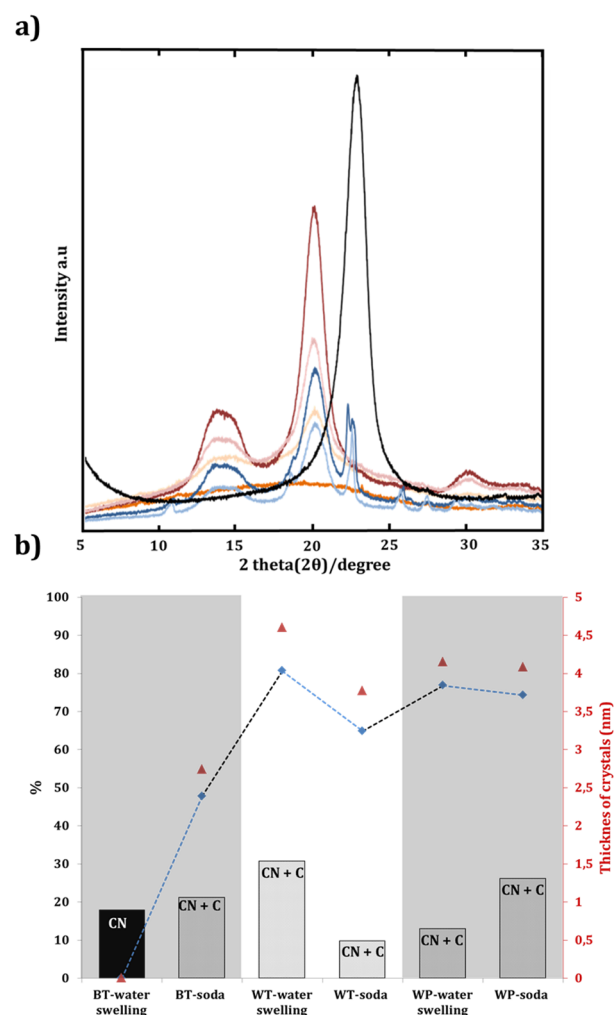 a)
Intensity a.u
5 10 15 20 25 30 35
2 theta(2θ)/degree
b)
100
90
80
70
60
50
40
30
20
10
0
%
5
4,5
4
3,5
3
2,5
2
1,5
1
0,5
0
Thicknes of crystals (nm)
CN
CN + C
CN + C
CN + C
CN + C
CN + C
BT-water swelling
BT-soda
WT-water swelling
WT-soda
WP-water swelling
WP-soda